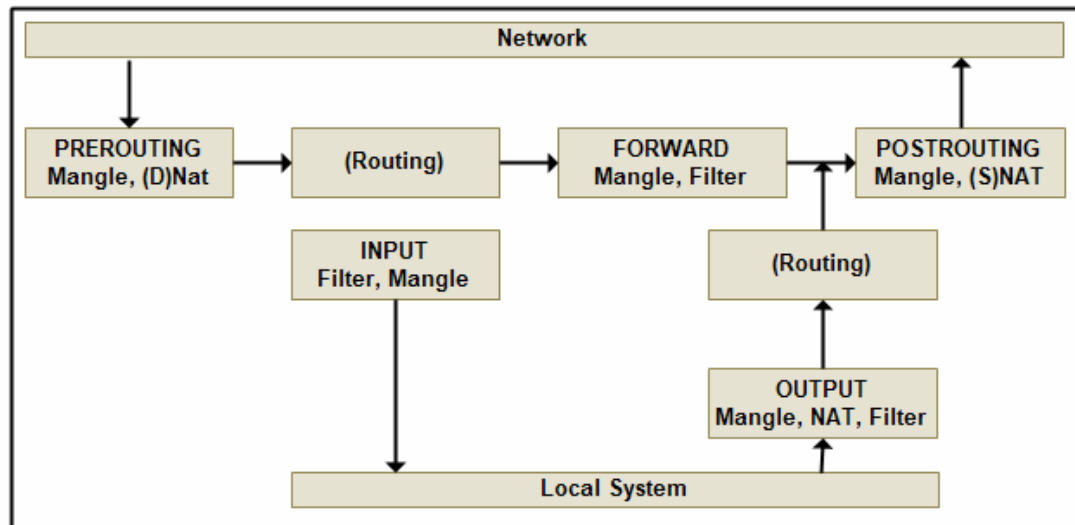 Network
PREROUTING
Mangle, (D)Nat
(Routing)
FORWARD
Mangle, Filter
POSTROUTING
Mangle, (S)NAT
INPUT
Filter, Mangle
(Routing)
OUTPUT
Mangle, NAT, Filter
Local System